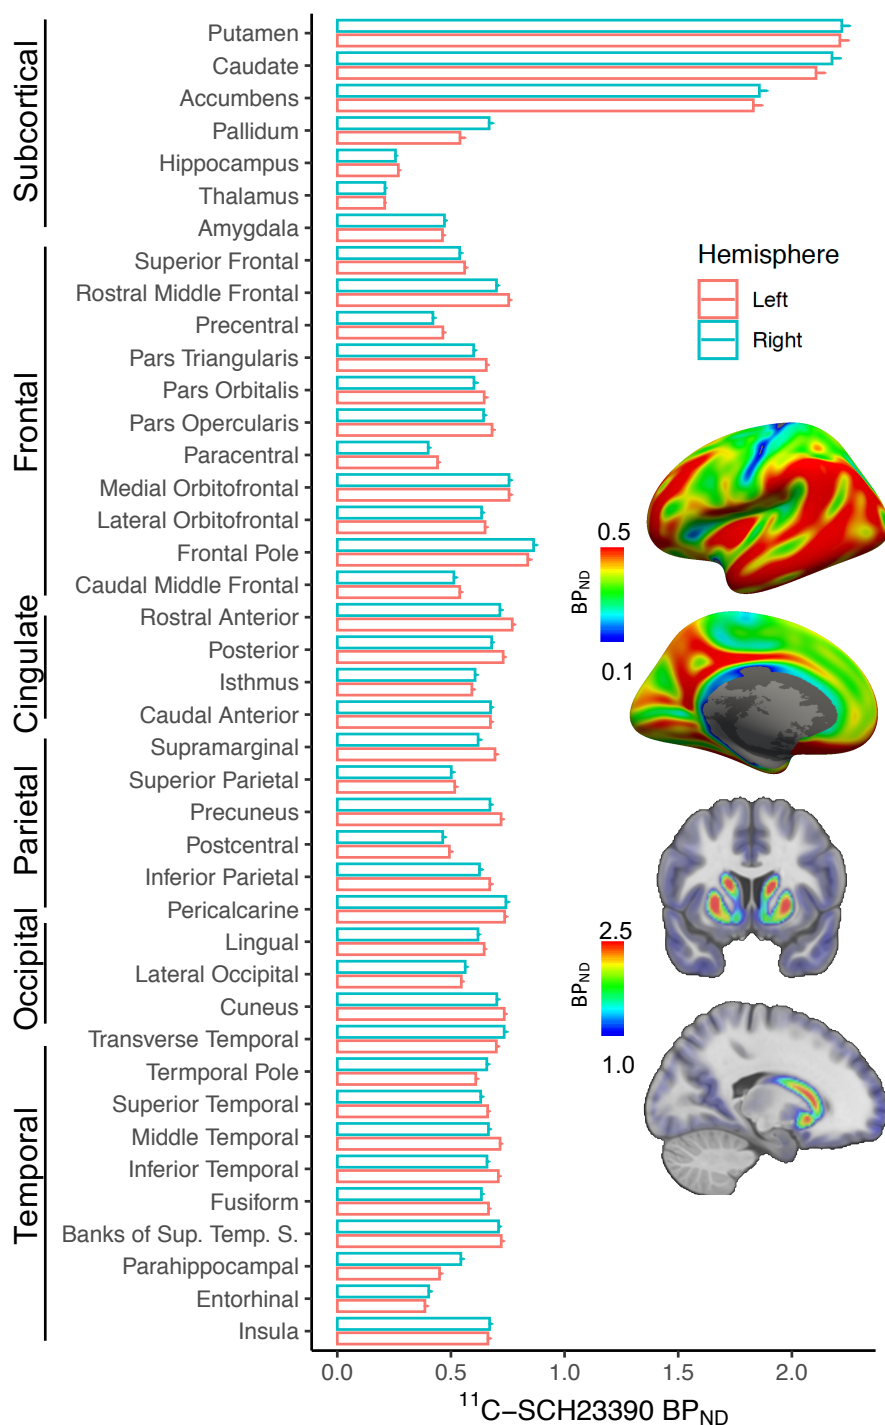 Subcortical
Putamen
Caudate
Accumbens
Pallidum
Hippocampus
Thalamus
Amygdala
Frontal
Superior Frontal
Rostral Middle Frontal
Precentral
Pars Triangularis
Pars Orbitalis
Pars Opercularis
Paracentral
Medial Orbitofrontal
Lateral Orbitofrontal
Frontal Pole
Caudal Middle Frontal
Cingulate
Rostral Anterior
Posterior
Isthmus
Caudal Anterior
Parietal
Supramarginal
Superior Parietal
Precuneus
Postcentral
Inferior Parietal
Pericalcarine
Occipital
Lingual
Lateral Occipital
Cuneus
Temporal
Transverse Temporal
Termporal Pole
Superior Temporal
Middle Temporal
Inferior Temporal
Fusiform
Banks of Sup. Temp. S.
Parahippocampal
Entorhinal
Insula
0.0 0.5 1.0 1.5 2.0
¹¹C−SCH23390 BP_ND
Hemisphere
Left
Right
0.5
BP_ND
0.1
2.5
BP_ND
1.0